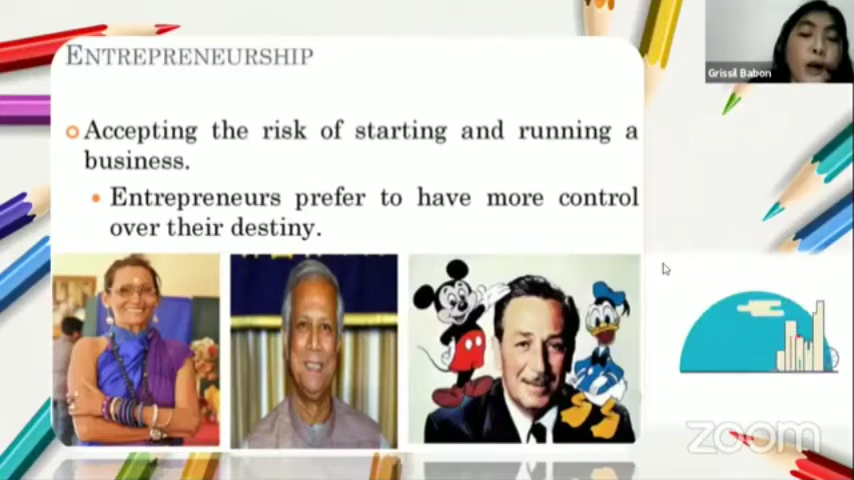 ENTREPRENEURSHIP
Grissil Babon
Accepting the risk of starting and running a
business.
Entrepreneurs prefer to have more control
over their destiny.
zoom